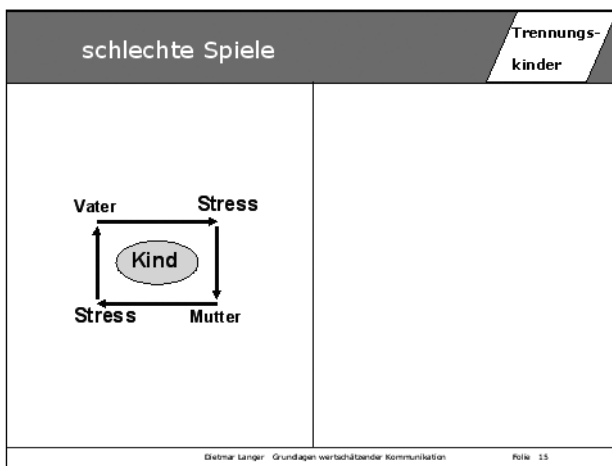 schlechte Spiele
Trennungs-
kinder
Vater
Stress
Kind
Stress
Mutter
Dietmar Langer Grundlagen wertschätzender Kommunikation
Folie 15